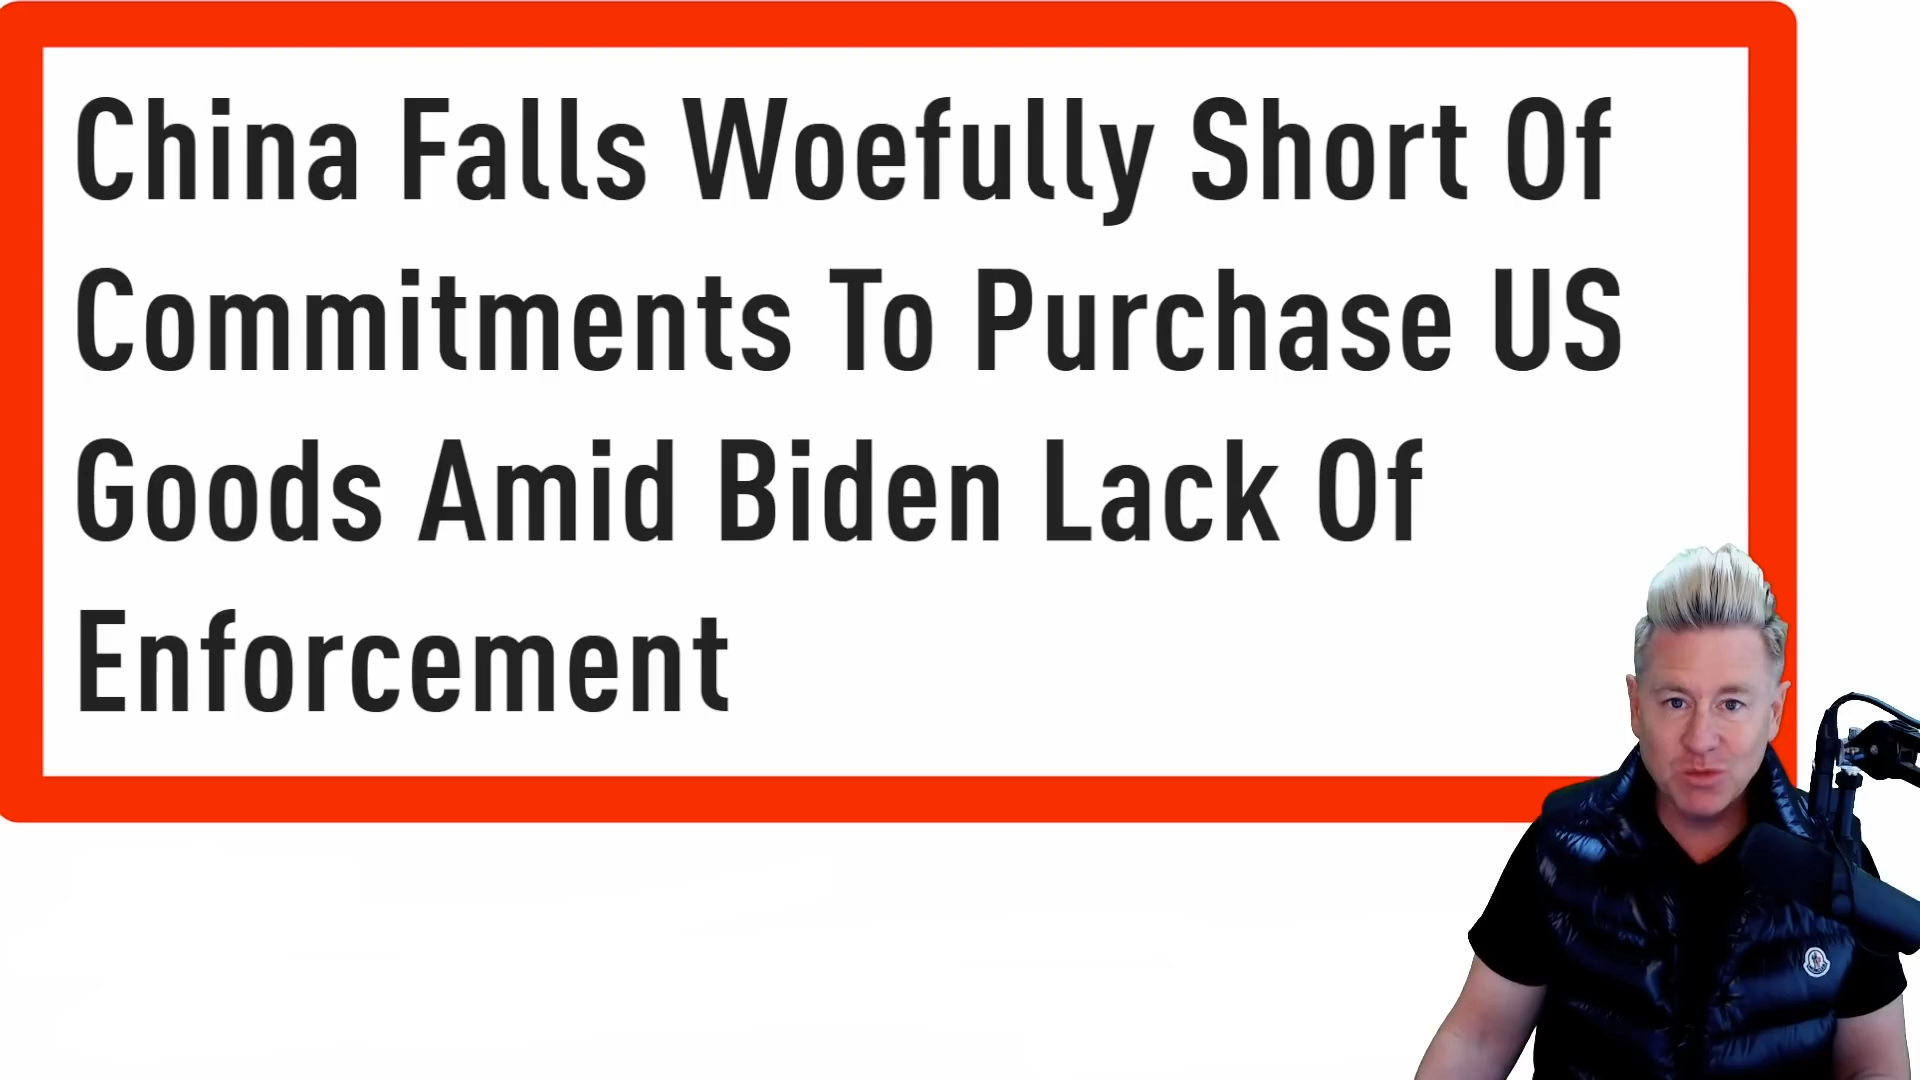 China Falls Woefully Short Of
Commitments To Purchase US
Goods Amid Biden Lack Of
Enforcement